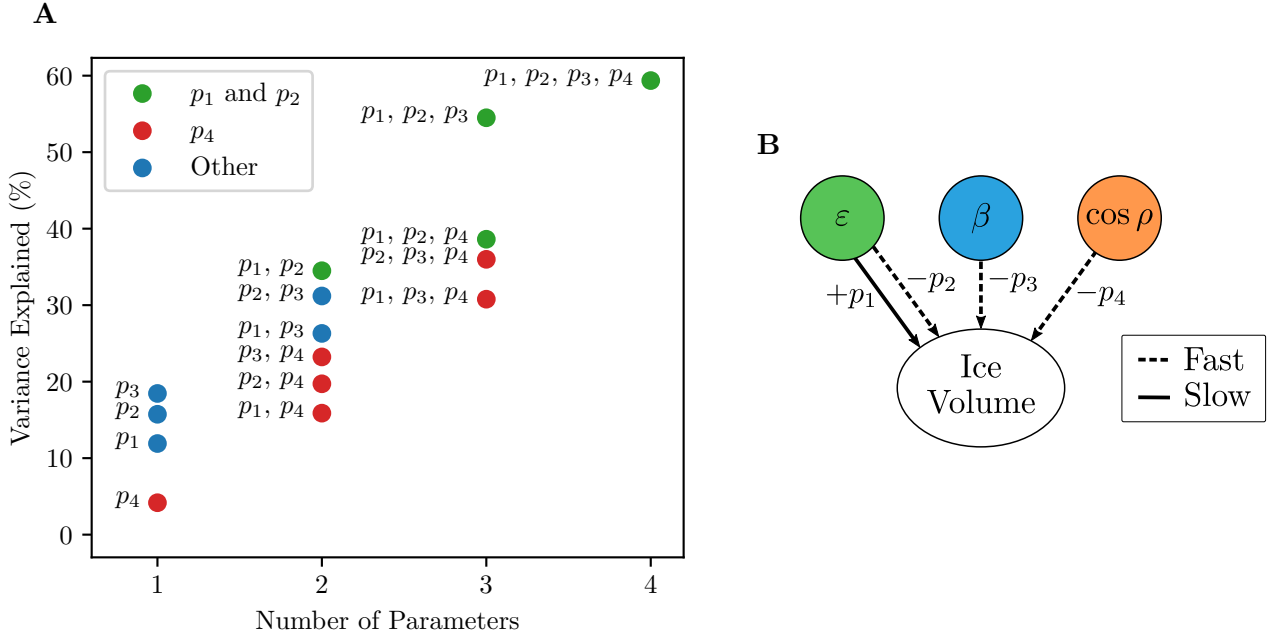 A
60
50
40
30
20
10
0
Variance Explained (%)
1
2
3
4
Number of Parameters
p₁ and p₂
p₄
Other
p₁, p₂, p₃, p₄
p₁, p₂, p₃
p₁, p₂, p₄
p₂, p₃, p₄
p₁, p₃, p₄
p₁, p₂
p₂, p₃
p₁, p₃
p₃, p₄
p₂, p₄
p₁, p₄
p₃
p₂
p₁
p₄
B
ε
β
cos ρ
+p₁
−p₂
−p₃
−p₄
Ice
Volume
Fast
Slow